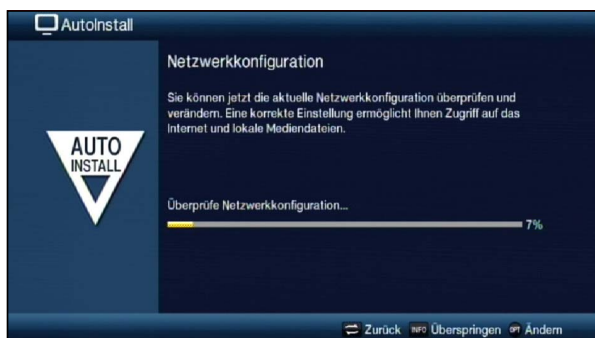 AutoInstall
Netzwerkkonfiguration
Sie können jetzt die aktuelle Netzwerkkonfiguration überprüfen und
verändern. Eine korrekte Einstellung ermöglicht Ihnen Zugriff auf das
Internet und lokale Mediendateien.
AUTO
INSTALL
Überprüfe Netzwerkkonfiguration...
7%
Zurück INFO Überspringen OPT Ändern